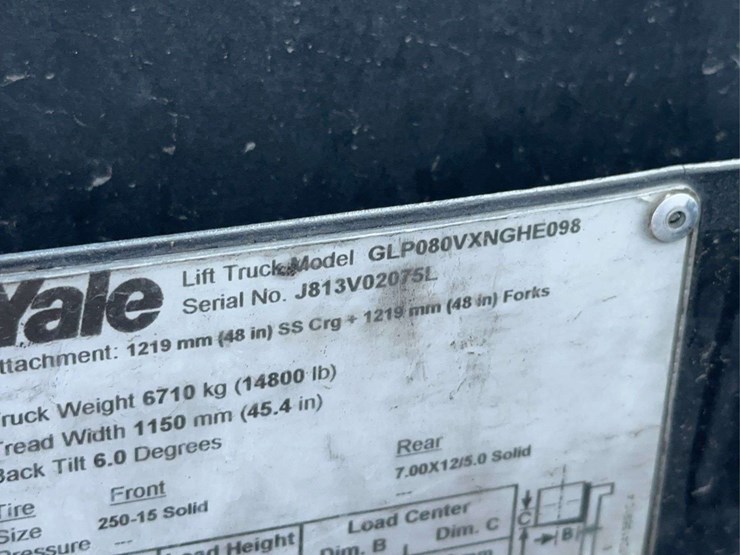 Yale
Lift Truck Model GLP080VXNGHE098
Serial No. J813V02075L
ttachment: 1219 mm (48 in) SS Crg + 1219 mm (48 in) Forks
ruck Weight 6710 kg (14800 lb)
read Width 1150 mm (45.4 in)
Back Tilt 6.0 Degrees
Tire Front Rear
Size 250-15 Solid 7.00X12/5.0 Solid
ressure --- ---
ad Height Load Center
Dim. B Dim. C
C
B